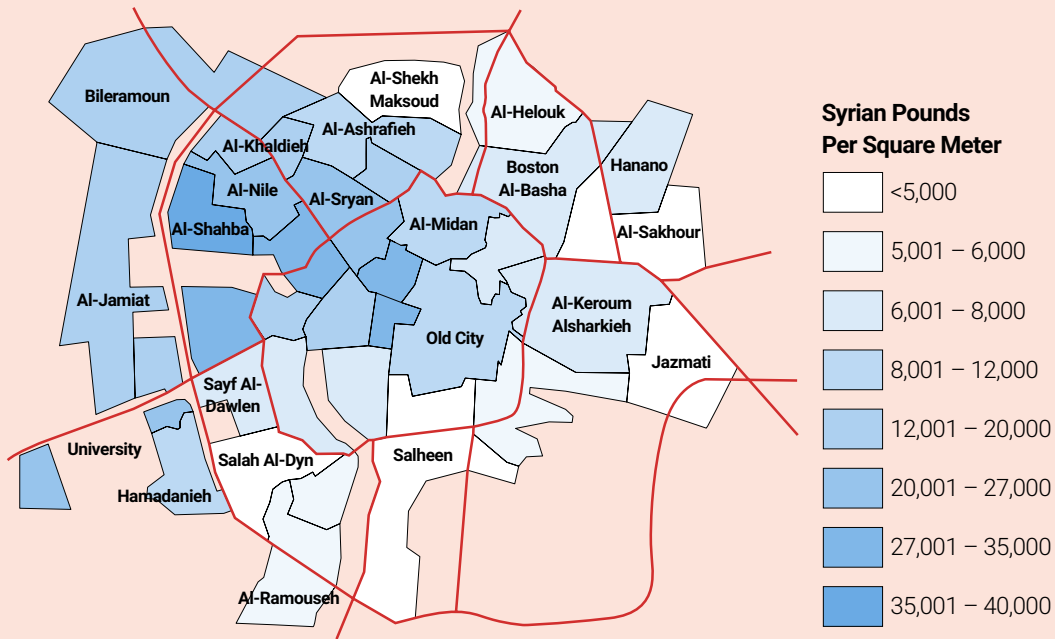 Al-Shekh
Maksoud
Bileramoun
Al-Helouk
Al-Ashrafieh
Al-Khaldieh
Boston
Al-Basha
Hanano
Al-Nile
Al-Sryan
Al-Shahba
Al-Midan
Al-Sakhour
Al-Jamiat
Al-Keroum
Alsharkieh
Old City
Jazmati
Sayf Al-
Dawlen
University
Salah Al-Dyn
Salheen
Hamadanieh
Al-Ramouseh
Syrian Pounds
Per Square Meter
<5,000
5,001 – 6,000
6,001 – 8,000
8,001 – 12,000
12,001 – 20,000
20,001 – 27,000
27,001 – 35,000
35,001 – 40,000